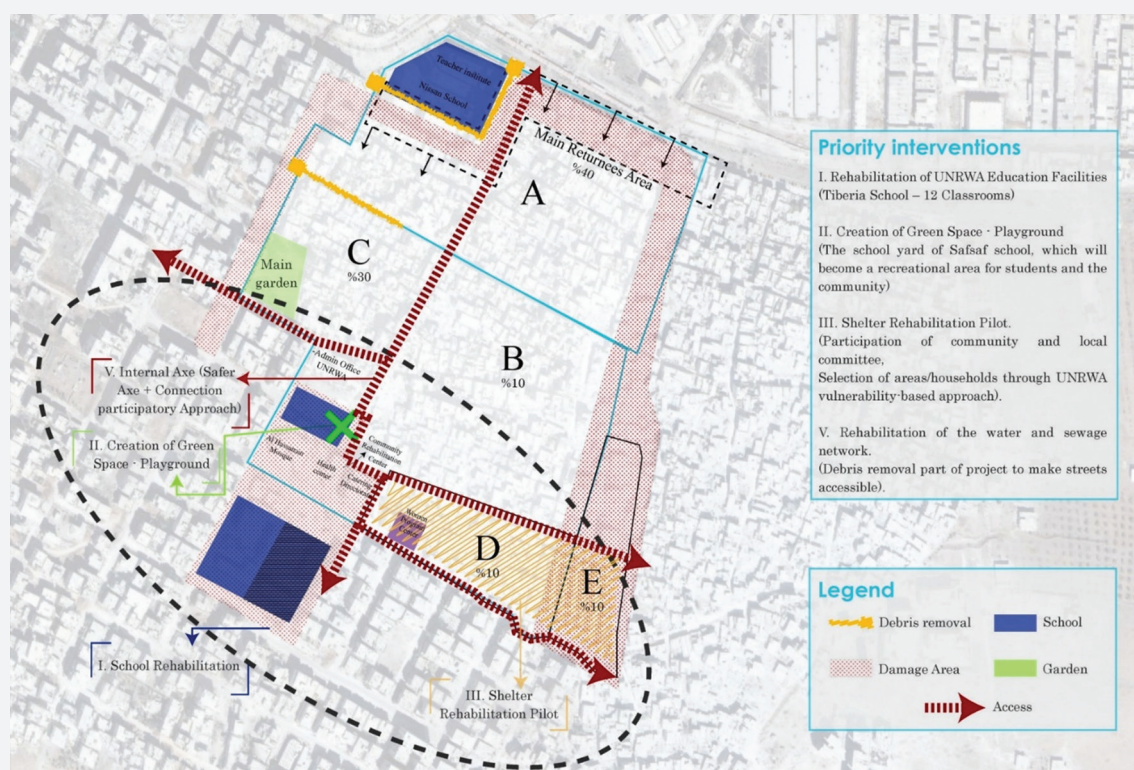 Teacher institute
Nissan School
Main Returnees Area
%40
A
C
%30
Main
garden
B
%10
Admin Office
UNRWA
V. Internal Axe (Safer
Axe + Connection
participatory Approach)
II. Creation of Green
Space - Playground
Community
Rehabilitation
Center
Mosque
Health
center
Catering
D
%10
E
%10
I. School Rehabilitation
III. Shelter
Rehabilitation Pilot
Priority interventions
I. Rehabilitation of UNRWA Education Facilities
(Tiberia School – 12 Classrooms)
II. Creation of Green Space - Playground
(The school yard of Safsaf school, which will
become a recreational area for students and the
community)
III. Shelter Rehabilitation Pilot.
(Participation of community and local
committee,
Selection of areas/households through UNRWA
vulnerability-based approach).
V. Rehabilitation of the water and sewage
network.
(Debris removal part of project to make streets
accessible).
Legend
Debris removal
School
Damage Area
Garden
Access